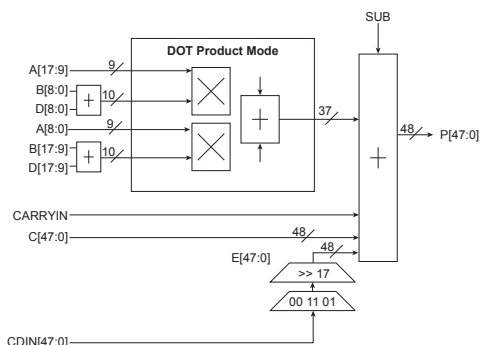 SUB
DOT Product Mode
A[17:9]
9
B[8:0]
10
D[8:0]
+
A[8:0]
9
B[17:9]
10
D[17:9]
+
+
37
+
48
P[47:0]
CARRYIN
C[47:0]
48
E[47:0]
48
>> 17
00 11 01
CDIN[47:0]